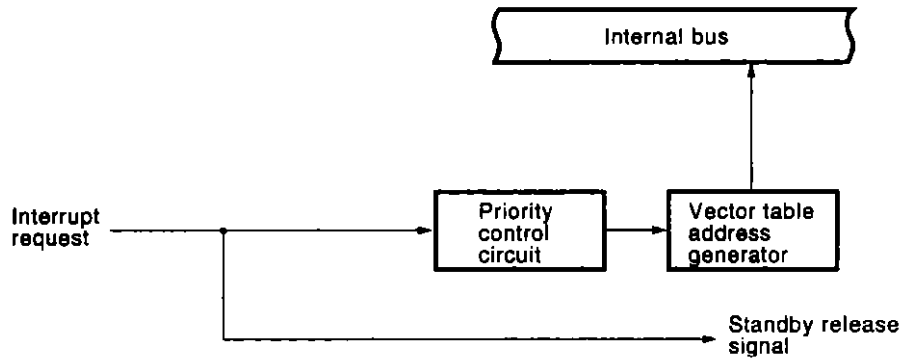 Internal bus
Interrupt
request
Priority
control
circuit
Vector table
address
generator
Standby release
signal